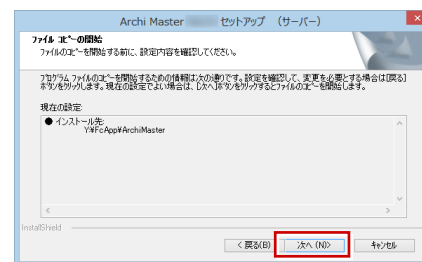 Archi Master セットアップ （サーバー）
ファイル コピーの開始
ファイルのコピーを開始する前に、設定内容を確認してください。
プログラム ファイルのコピーを開始するための情報は次の通りです。設定を確認して、変更を必要とする場合は[戻る]
ボタンをクリックします。現在の設定でよい場合は、[次へ]ボタンをクリックするとファイルのコピーを開始します。
現在の設定:
● インストール先:
Y:¥FcApp¥ArchiMaster
InstallShield
< 戻る(B)
次へ (N)>
キャンセル